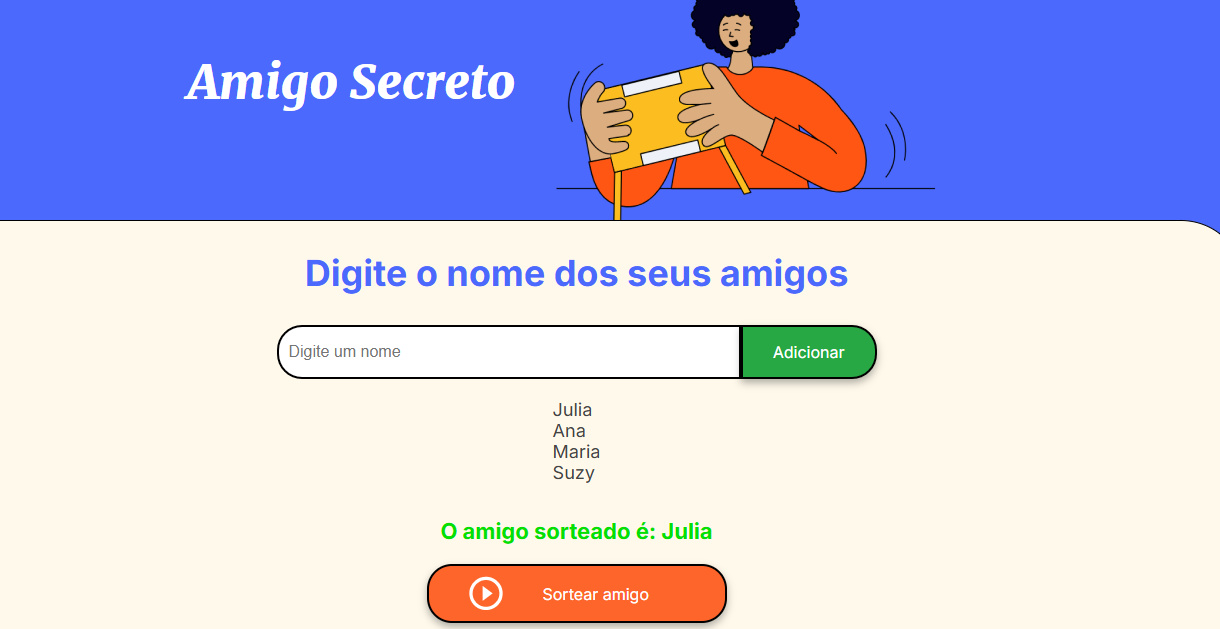 Amigo Secreto
Digite o nome dos seus amigos
Digite um nome
Adicionar
Julia
Ana
Maria
Suzy
O amigo sorteado é: Julia
Sortear amigo